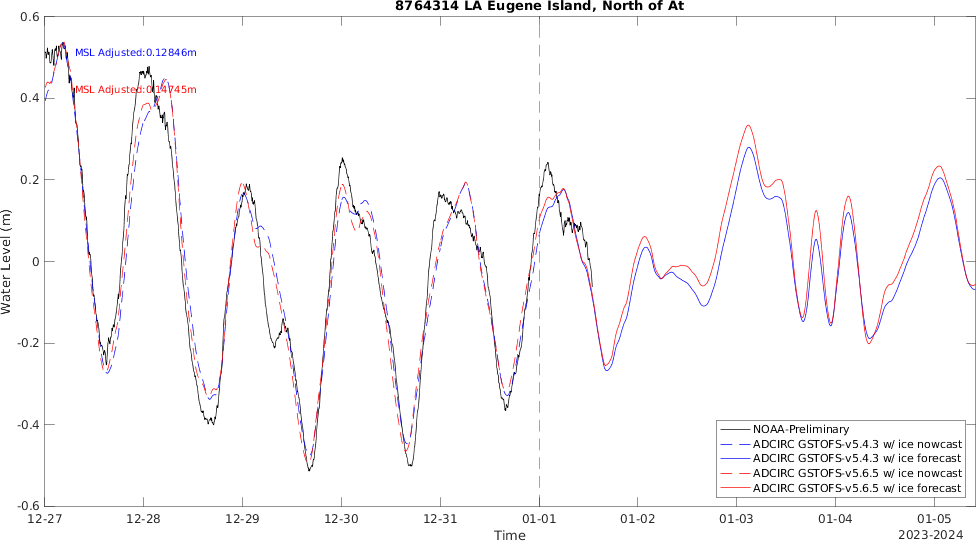 8764314 LA Eugene Island, North of At
MSL Adjusted:0.12846m
MSL Adjusted:0.14745m
Water Level (m)
0.6
0.4
0.2
0
-0.2
-0.4
-0.6
12-27
12-28
12-29
12-30
12-31
01-01
01-02
01-03
01-04
01-05
2023-2024
Time
NOAA-Preliminary
ADCIRC GSTOFS-v5.4.3 w/ ice nowcast
ADCIRC GSTOFS-v5.4.3 w/ ice forecast
ADCIRC GSTOFS-v5.6.5 w/ ice nowcast
ADCIRC GSTOFS-v5.6.5 w/ ice forecast